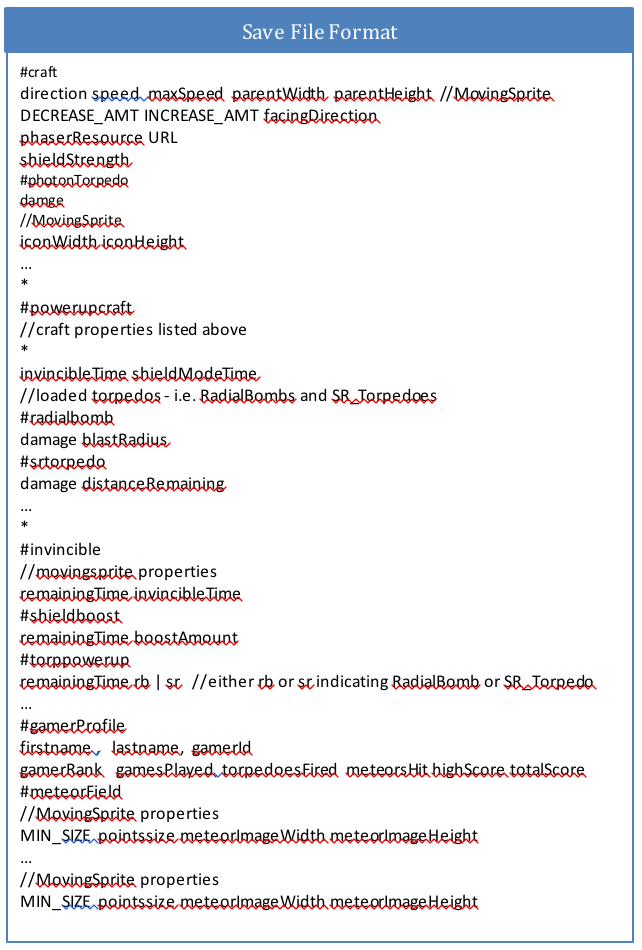 Save File Format
#craft
direction speed maxSpeed parentWidth parentHeight //MovingSprite
DECREASE_AMT INCREASE_AMT facingDirection
phaserResource URL
shieldStrength
#photonTorpedo
damge
//MovingSprite
iconWidth iconHeight
...
*
#powerupcraft
//craft properties listed above
*
invincibleTime shieldModeTime
//loaded torpedos - i.e. RadialBombs and SR_Torpedoes
#radialbomb
damage blastRadius
#srtorpedo
damage distanceRemaining
...
*
#invincible
//movingsprite properties
remainingTime invincibleTime
#shieldboost
remainingTime boostAmount
#torppowerup
remainingTime rb | sr //either rb or sr indicating RadialBomb or SR_Torpedo
...
#gamerProfile
firstname, lastname, gamerId
gamerRank gamesPlayed, torpedoesFired meteorsHit highScore totalScore
#meteorField
//MovingSprite properties
MIN_SIZE pointssize meteorImageWidth meteorImageHeight
...
//MovingSprite properties
MIN_SIZE pointssize meteorImageWidth meteorImageHeight